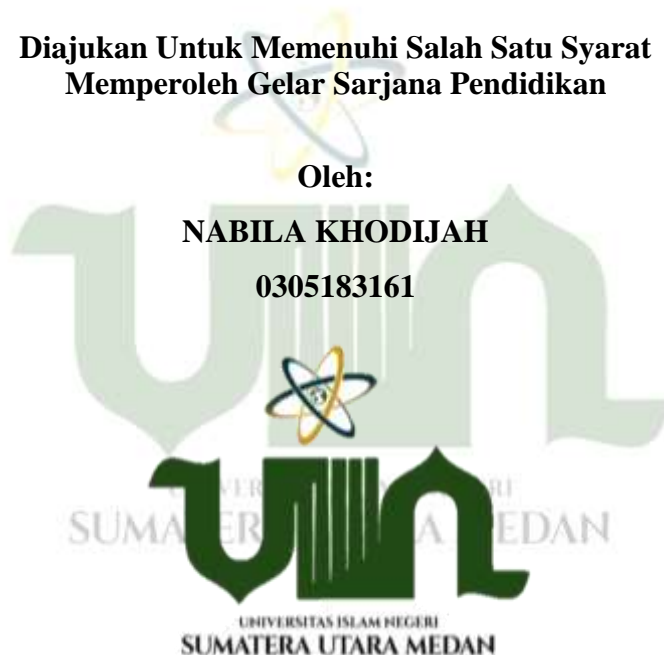 Diajukan Untuk Memenuhi Salah Satu Syarat
Memperoleh Gelar Sarjana Pendidikan
Oleh:
NABILA KHODIJAH
0305183161
UNIVERSITAS ISLAM NEGERI
SUMATERA UTARA MEDAN